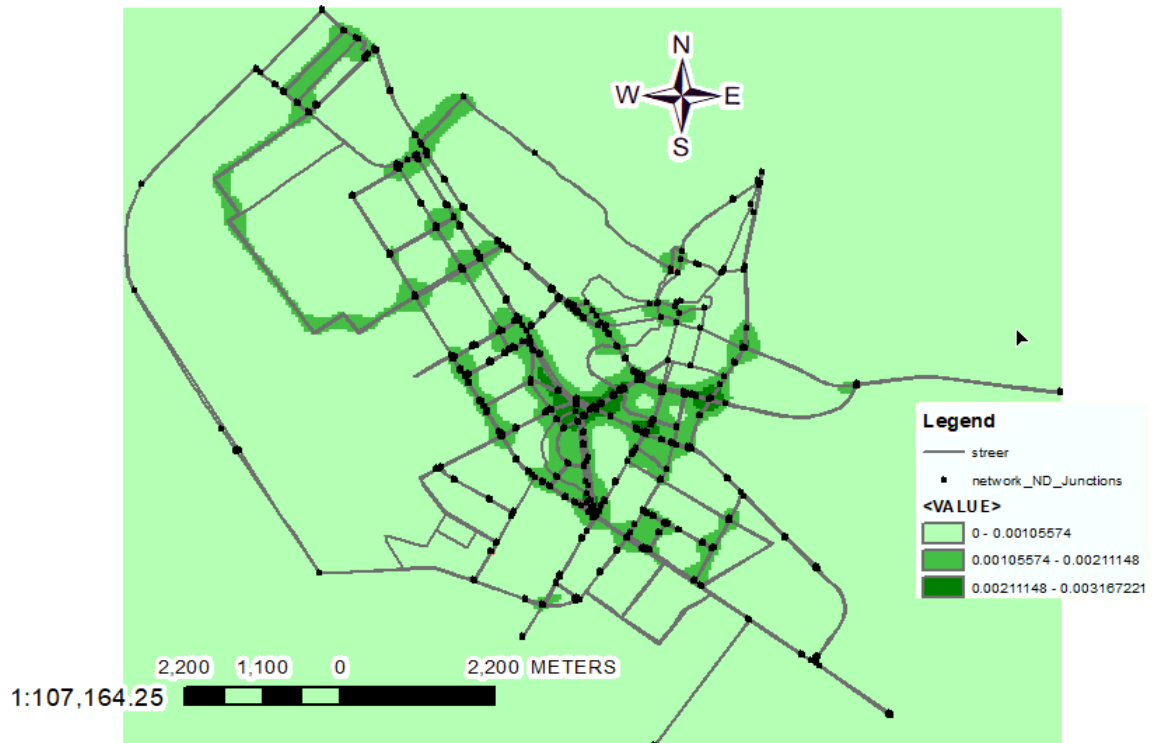 N
W E
S
Legend
streer
network_ND_Junctions
<VALUE>
0 - 0.00105574
0.00105574 - 0.00211148
0.00211148 - 0.003167221
2,200 1,100 0 2,200 METERS
1:107,164.25